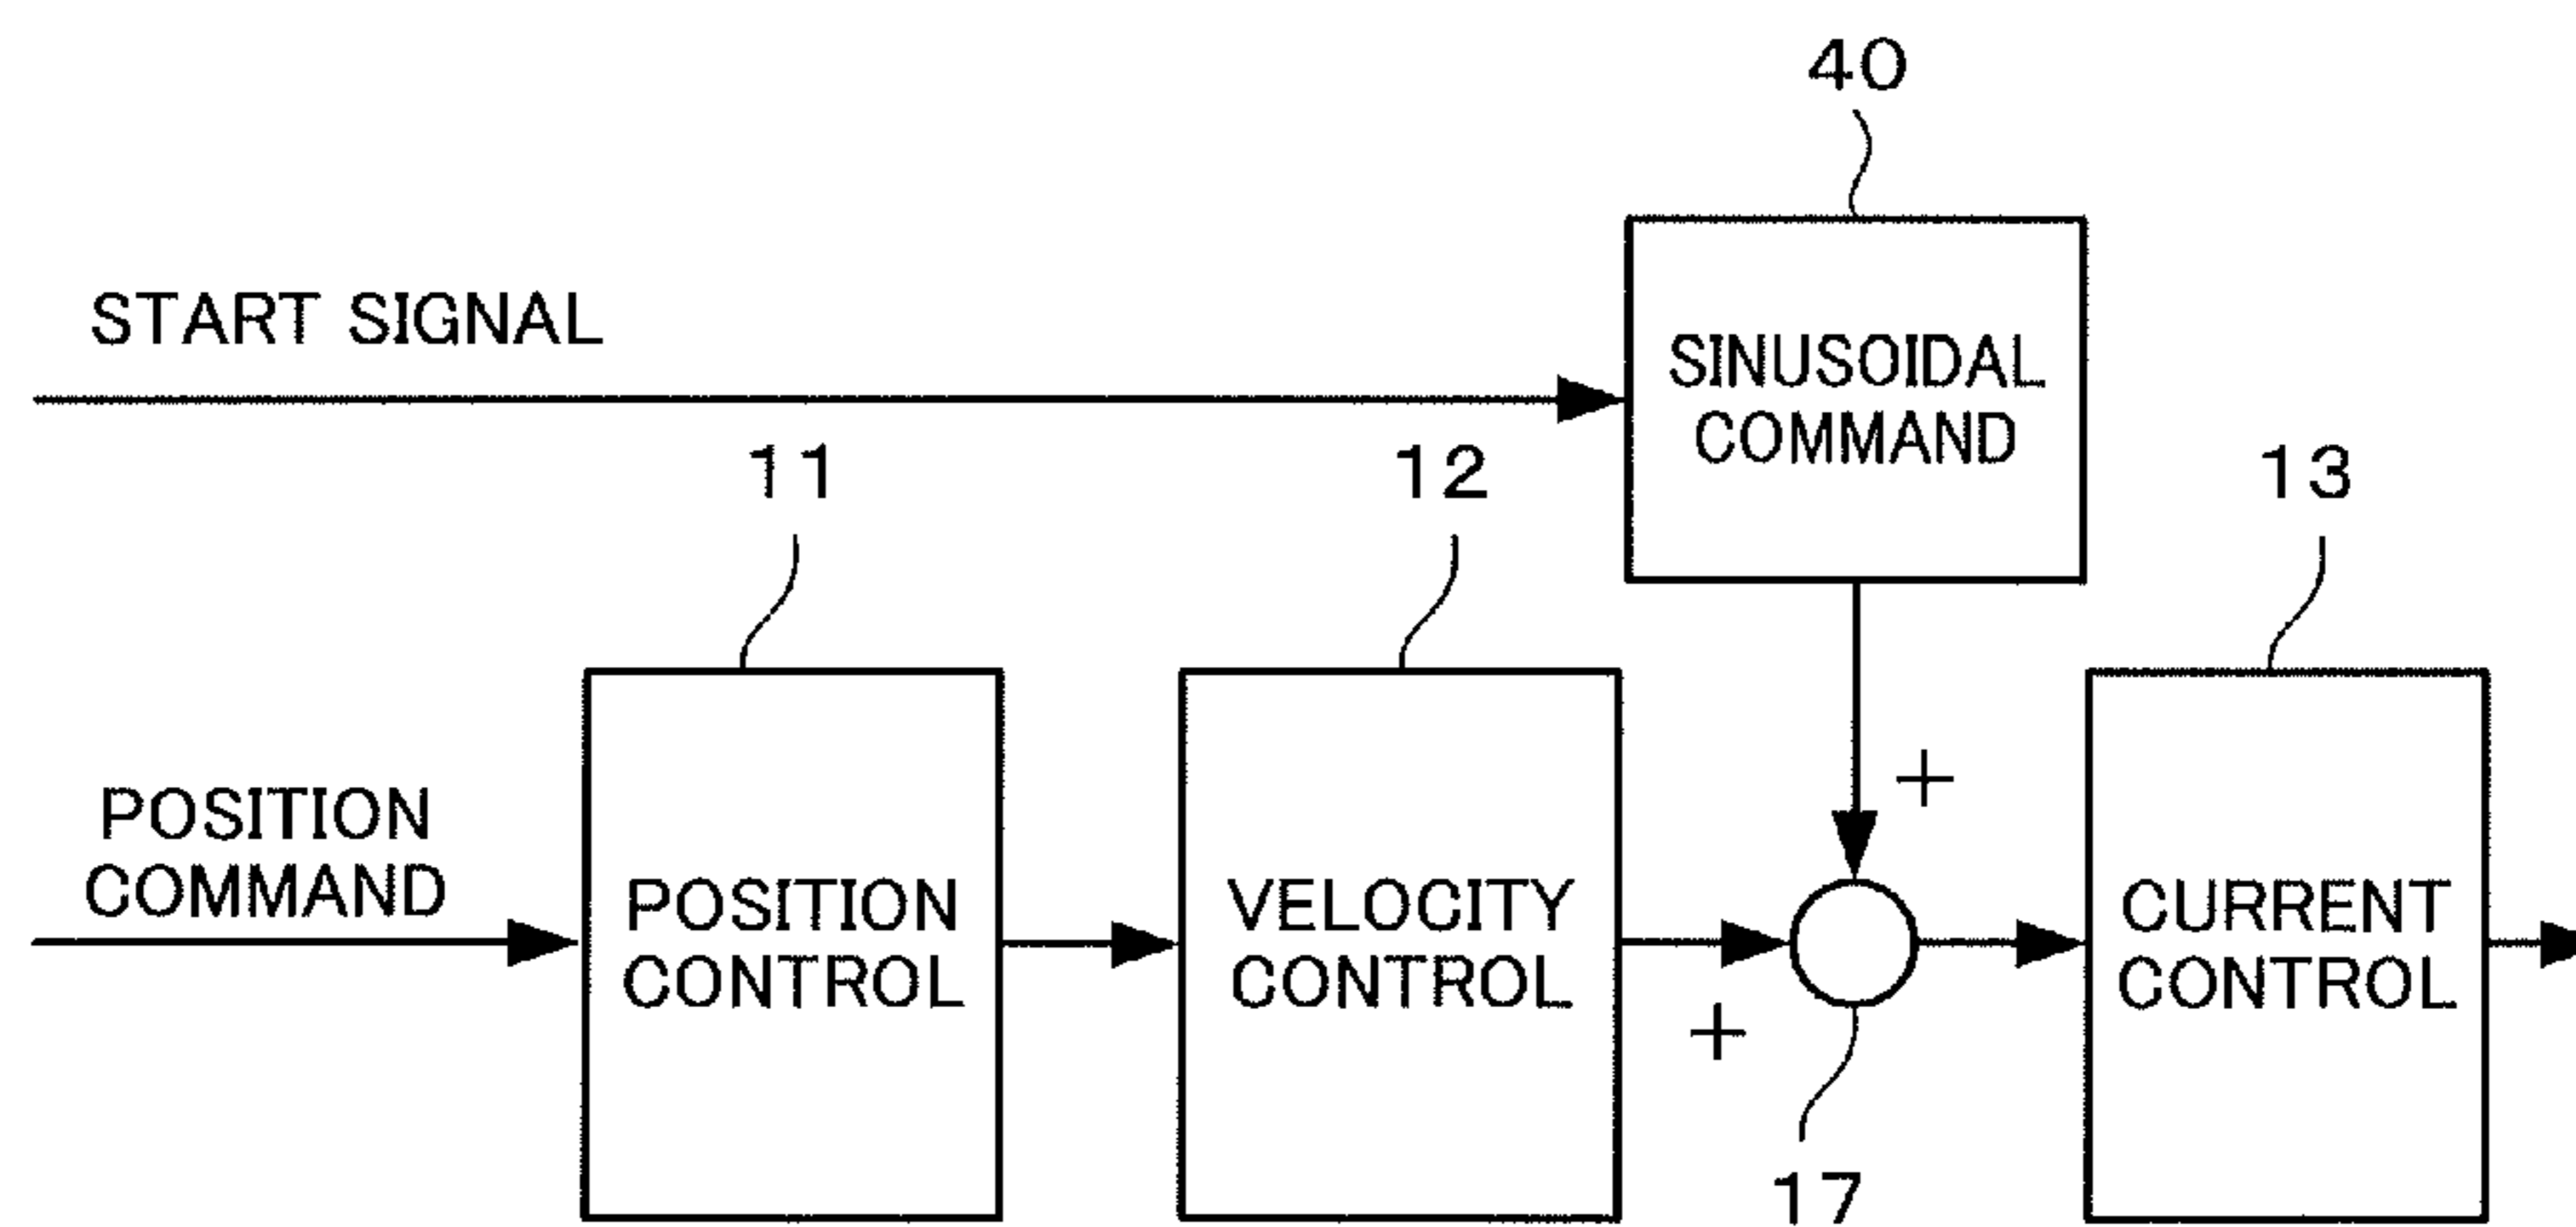 40
START SIGNAL
SINUSOIDAL
COMMAND
11
12
13
POSITION
COMMAND
POSITION
CONTROL
VELOCITY
CONTROL
+
+
CURRENT
CONTROL
17